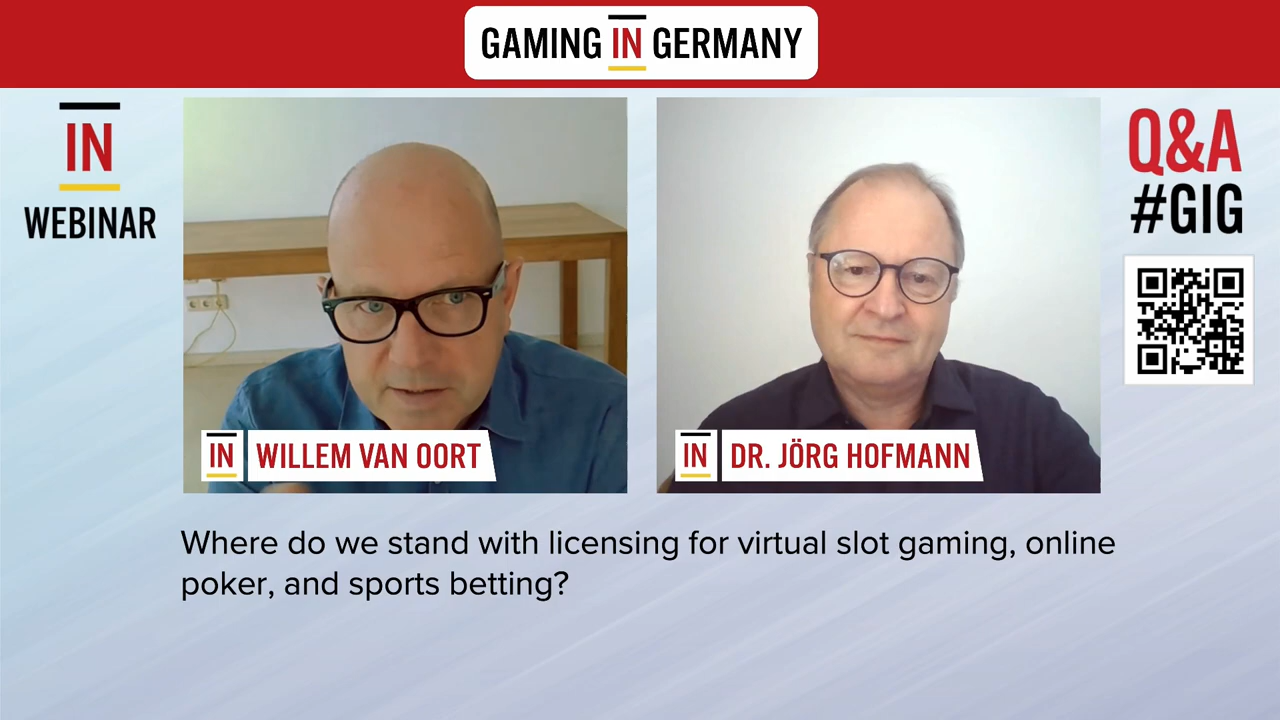 GAMING IN GERMANY
IN
WEBINAR
Q&A
#GIG
IN WILLEM VAN OORT
IN DR. JÖRG HOFMANN
Where do we stand with licensing for virtual slot gaming, online
poker, and sports betting?